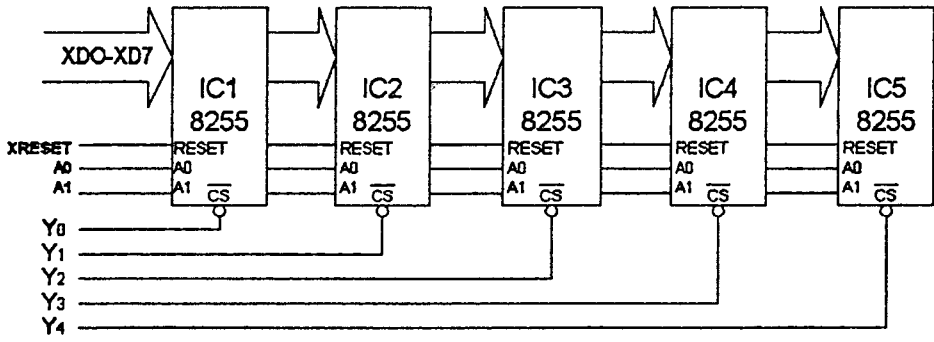 XD0-XD7
IC1
8255
IC2
8255
IC3
8255
IC4
8255
IC5
8255
XRESET
RESET
RESET
RESET
RESET
RESET
A0
A0
A0
A0
A0
A0
A1
A1
A1
A1
A1
A1
CS
CS
CS
CS
CS
Y0
Y1
Y2
Y3
Y4